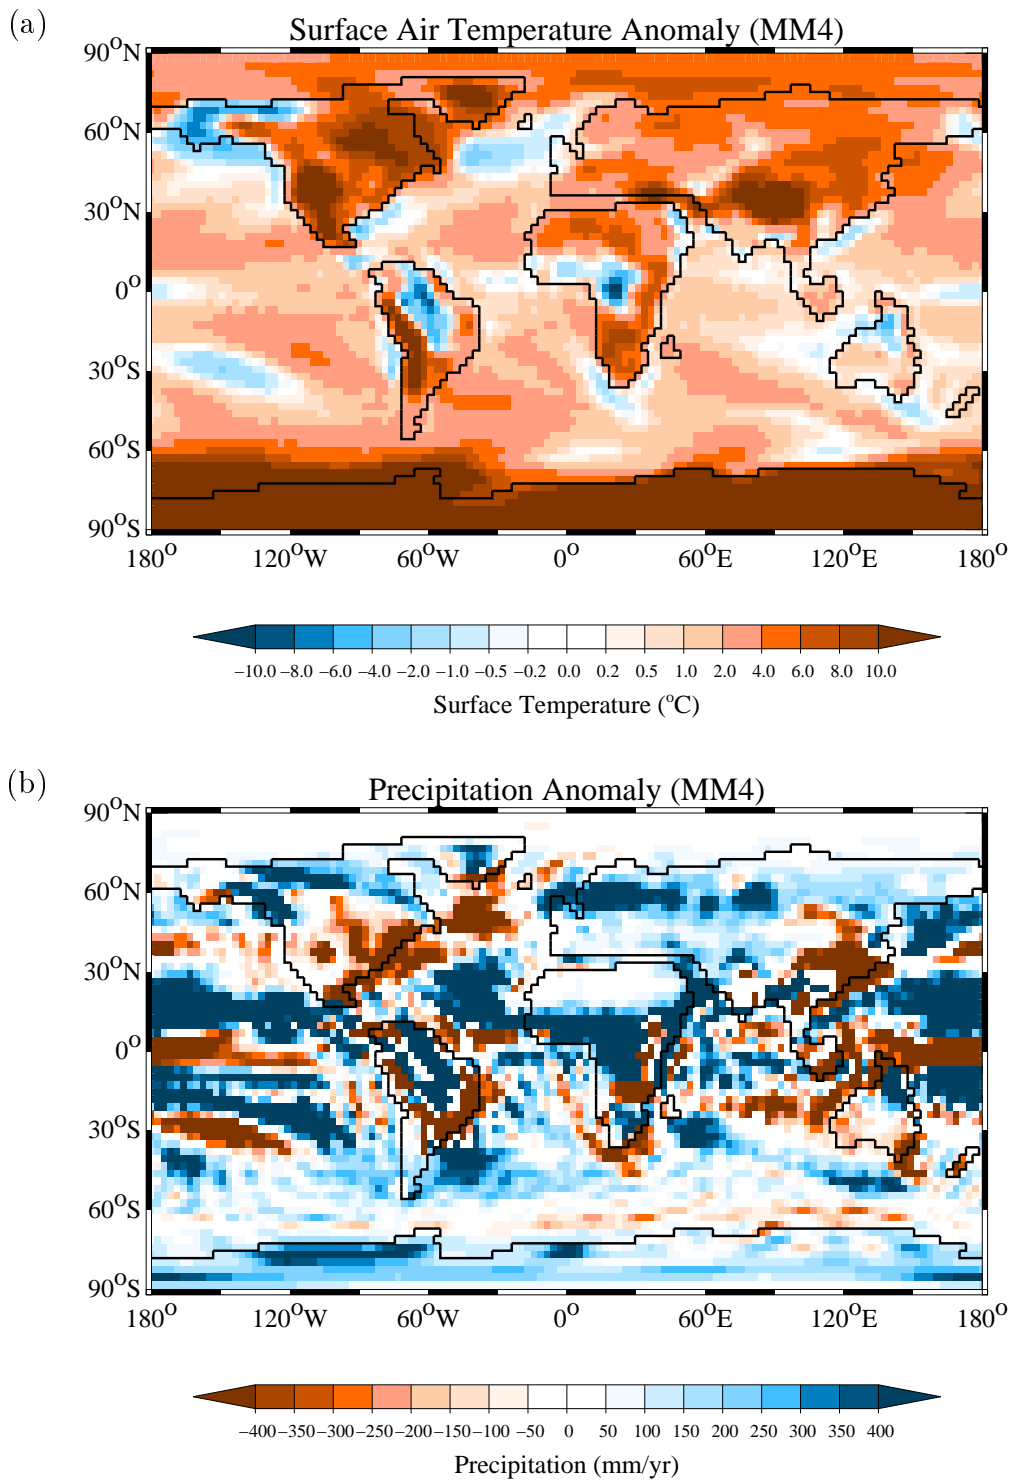 (a)
Surface Air Temperature Anomaly (MM4)
90°N
60°N
30°N
0°
30°S
60°S
90°S
180° 120°W 60°W 0° 60°E 120°E 180°
−10.0 −8.0 −6.0 −4.0 −2.0 −1.0 −0.5 −0.2 0.0 0.2 0.5 1.0 2.0 4.0 6.0 8.0 10.0
Surface Temperature (°C)
(b)
Precipitation Anomaly (MM4)
90°N
60°N
30°N
0°
30°S
60°S
90°S
180° 120°W 60°W 0° 60°E 120°E 180°
−400 −350 −300 −250 −200 −150 −100 −50 0 50 100 150 200 250 300 350 400
Precipitation (mm/yr)